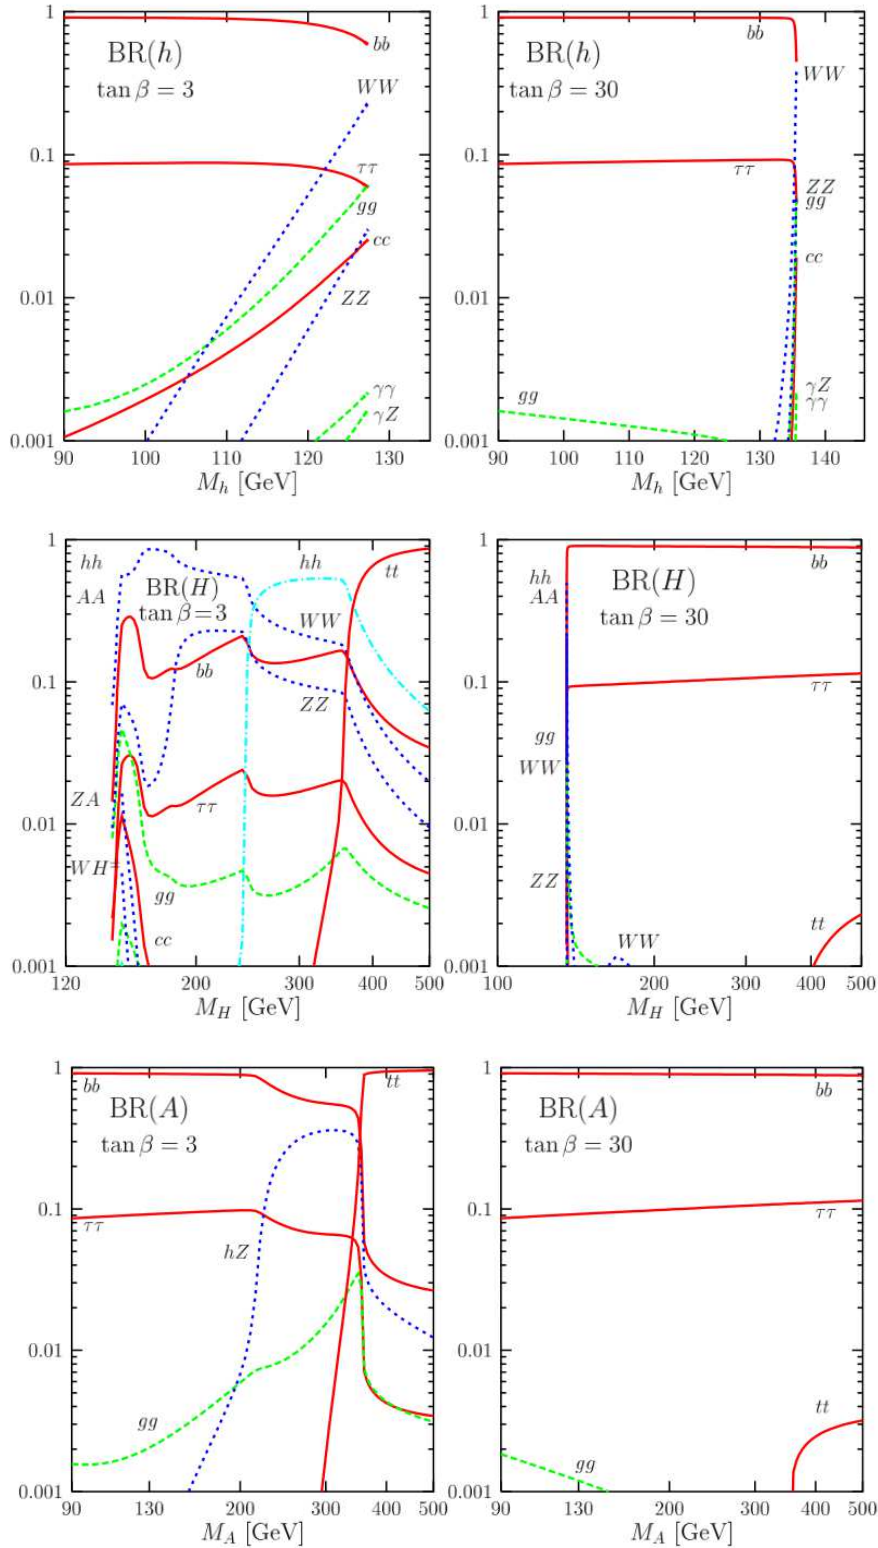 1
0.1
0.01
0.001
BR(h)
tan β = 3
bb
WW
ττ
gg
cc
ZZ
γγ
γZ
90 100 110 120 130
M_h [GeV]
1
0.1
0.01
0.001
BR(h)
tan β = 30
bb
WW
ττ
ZZ
gg
cc
gg
γZ
γγ
90 100 110 120 130 140
M_h [GeV]
1
0.1
0.01
0.001
hh
AA
BR(H)
tan β = 3
hh
tt
WW
bb
ZZ
ZA
ττ
WH±
gg
cc
120 200 300 400 500
M_H [GeV]
1
0.1
0.01
0.001
hh
AA
BR(H)
tan β = 30
bb
ττ
gg
WW
ZZ
WW
tt
100 200 500
M_H [GeV]
1
0.1
0.01
0.001
bb
tt
BR(A)
tan β = 3
ττ
hZ
gg
90 130 200 300 500
M_A [GeV]
1
0.1
0.01
0.001
bb
BR(A)
tan β = 30
ττ
tt
gg
90 130 200 300 500
M_A [GeV]